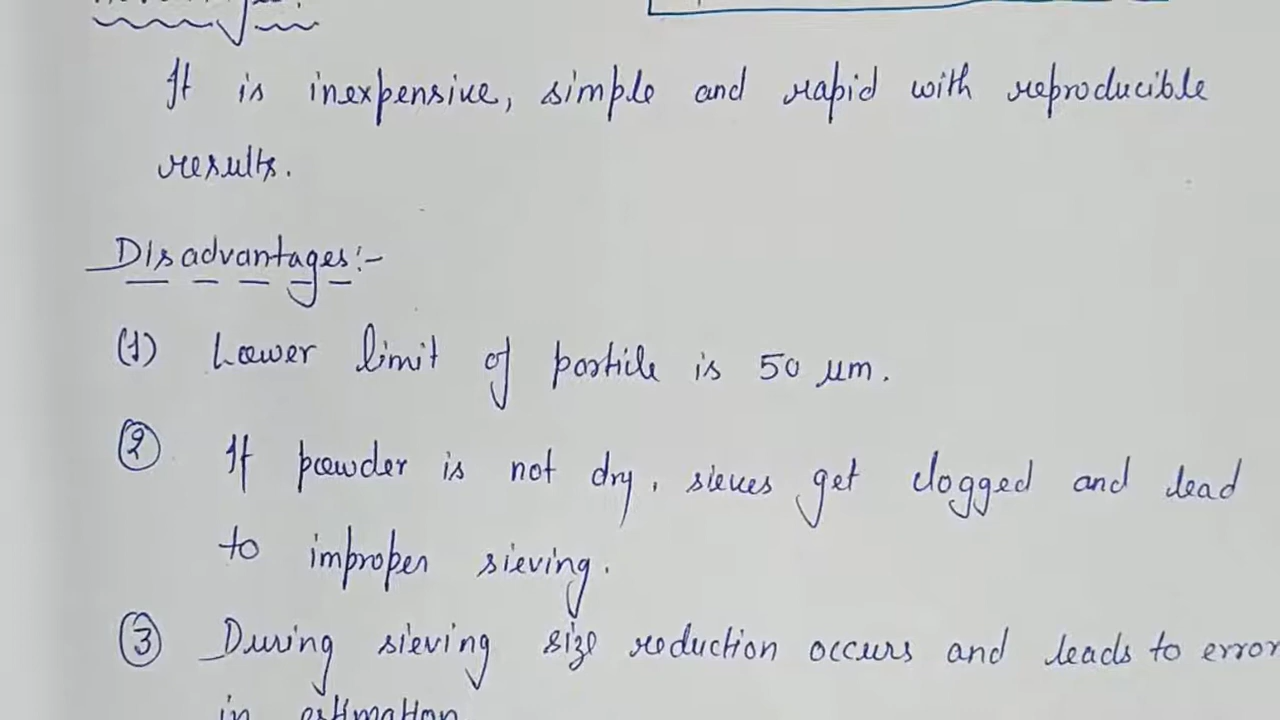 It is inexpensive, simple and rapid with reproducible
results.
Disadvantages:-
(1) Lower limit of particle is 50 µm.
(2) If powder is not dry, sieves get clogged and lead
to improper sieving.
(3) During sieving size reduction occurs and leads to error
in estimation